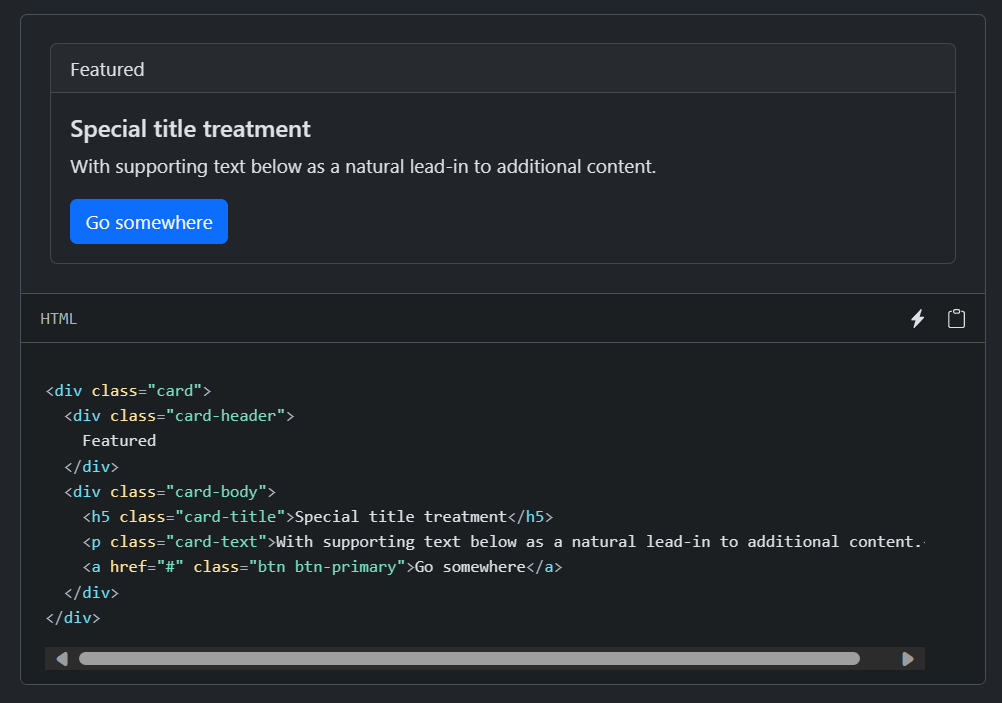 Featured
Special title treatment
With supporting text below as a natural lead-in to additional content.
Go somewhere
HTML
<div class="card">
  <div class="card-header">
    Featured
  </div>
  <div class="card-body">
    <h5 class="card-title">Special title treatment</h5>
    <p class="card-text">With supporting text below as a natural lead-in to additional content.
    <a href="#" class="btn btn-primary">Go somewhere</a>
  </div>
</div>